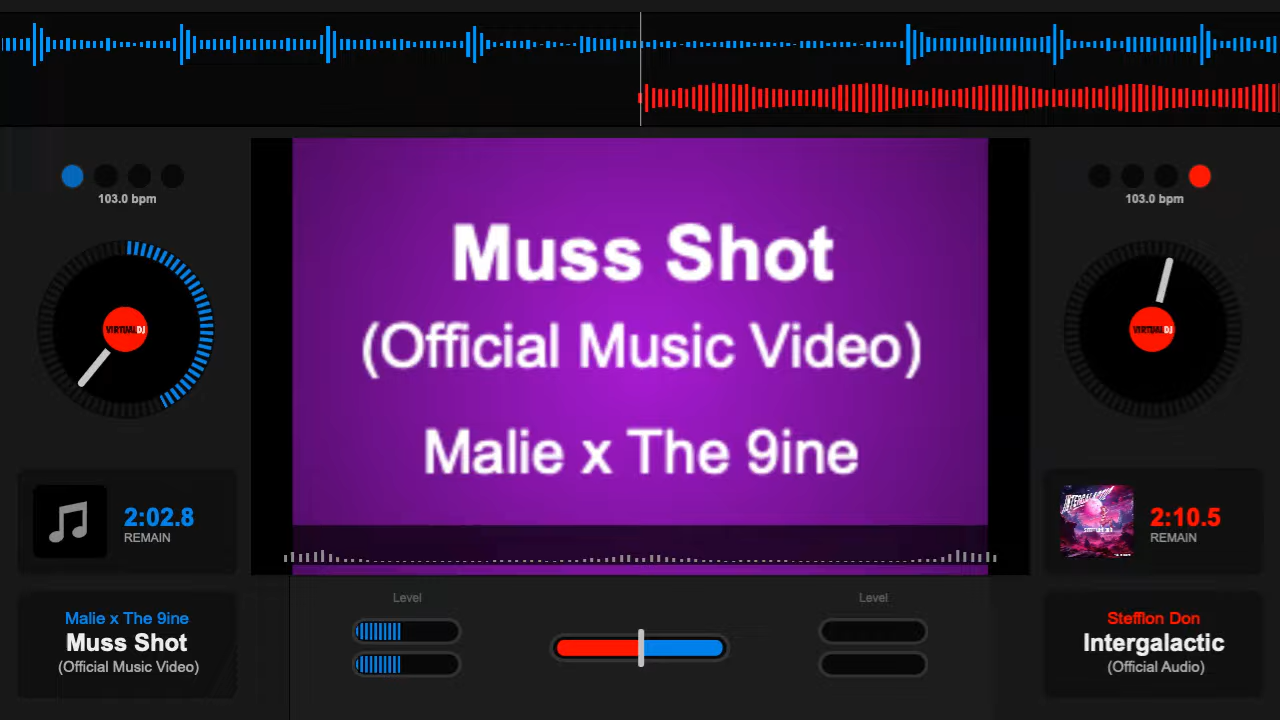 103.0 bpm
103.0 bpm
Muss Shot
(Official Music Video)
Malie x The 9ine
VIRTUALDJ
VIRTUALDJ
2:02.8
REMAIN
INTERGALACTIC
2:10.5
REMAIN
Malie x The 9ine
Muss Shot
(Official Music Video)
Level
Level
Stefflon Don
Intergalactic
(Official Audio)